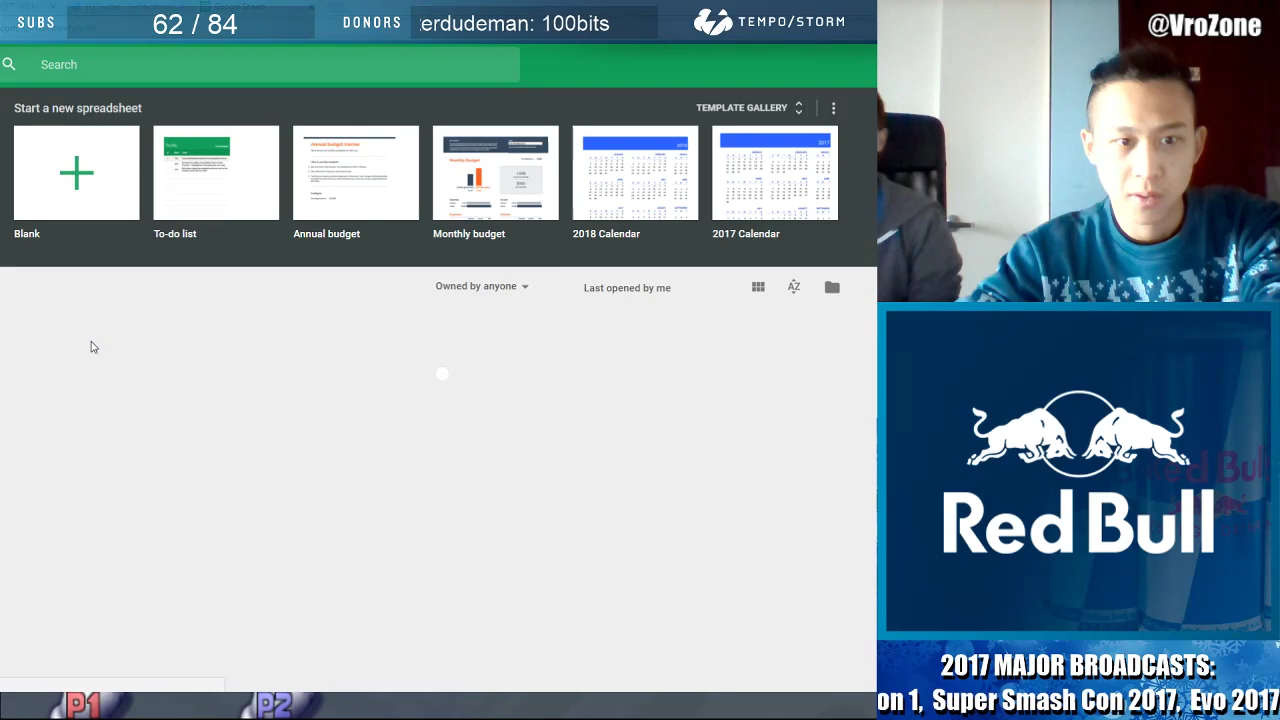 SUBS
62 / 84
DONORS
erdudeman: 100bits
TEMPO/STORM
@VroZone
Search
Start a new spreadsheet
TEMPLATE GALLERY
Blank
To-do list
Annual budget
Monthly budget
2018 Calendar
2017 Calendar
Owned by anyone
Last opened by me
AZ
Red Bull
2017 MAJOR BROADCASTS:
on 1, Super Smash Con 2017, Evo 2017
P1
P2